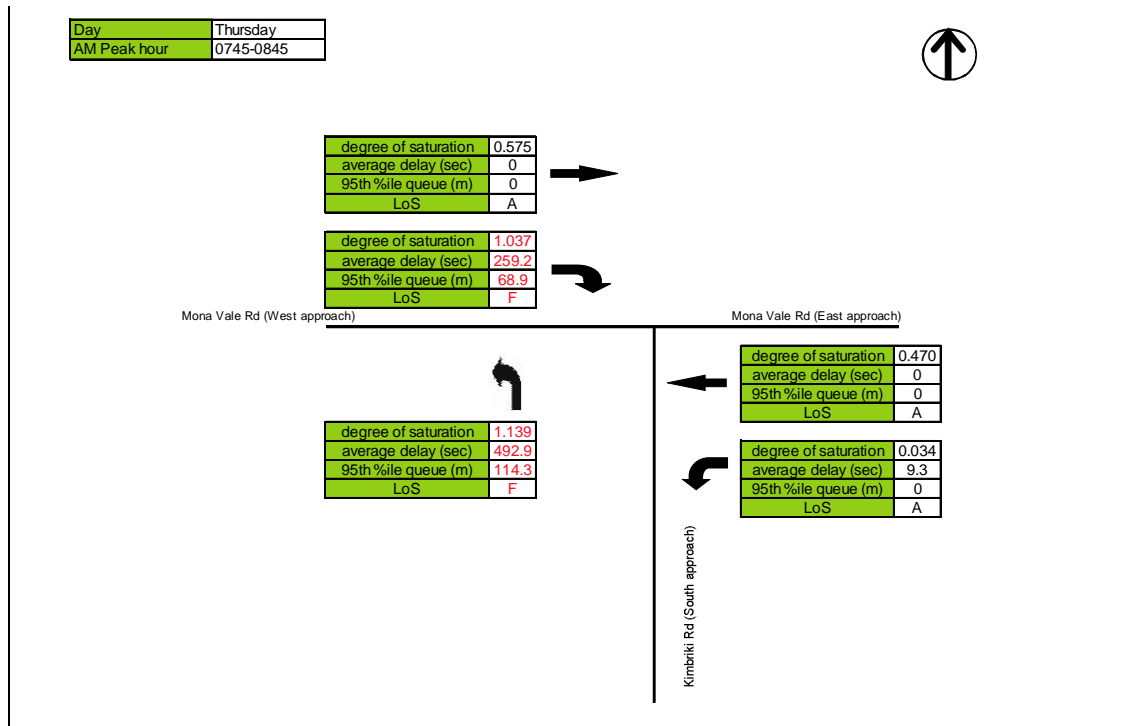 Day Thursday
AM Peak hour 0745-0845
degree of saturation 0.575
average delay (sec) 0
95th %ile queue (m) 0
LoS A
degree of saturation 1.037
average delay (sec) 259.2
95th %ile queue (m) 68.9
LoS F
Mona Vale Rd (West approach)
Mona Vale Rd (East approach)
degree of saturation 0.470
average delay (sec) 0
95th %ile queue (m) 0
LoS A
degree of saturation 1.139
average delay (sec) 492.9
95th %ile queue (m) 114.3
LoS F
degree of saturation 0.034
average delay (sec) 9.3
95th %ile queue (m) 0
LoS A
Kimbriki Rd (South approach)